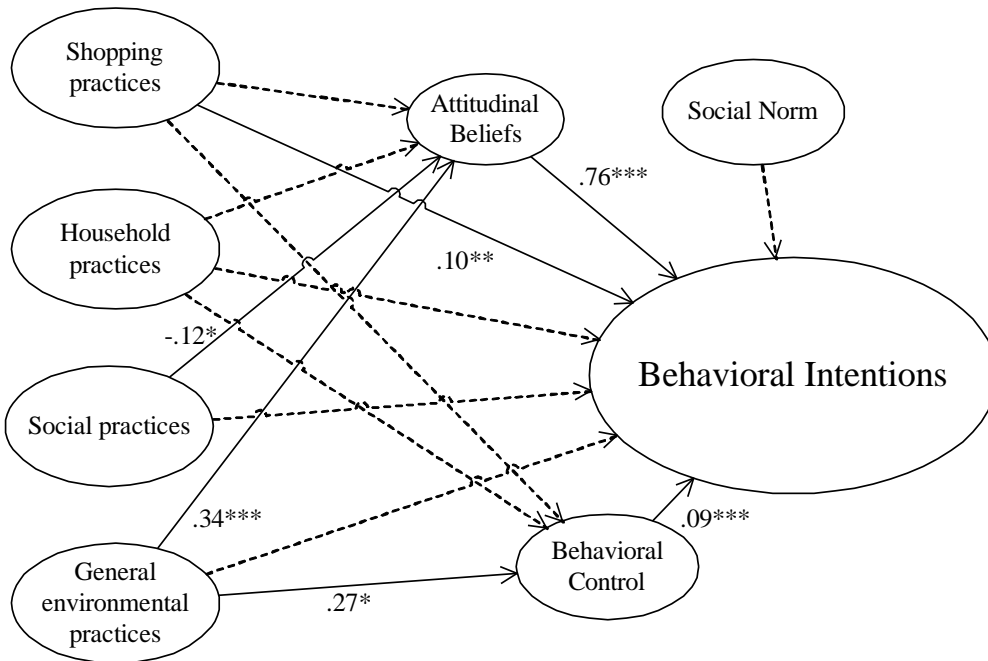 Shopping
practices
Attitudinal
Beliefs
Social Norm
.76***
Household
practices
.10**
-.12*
Behavioral Intentions
Social practices
.34***
.09***
General
environmental
practices
Behavioral
Control
.27*